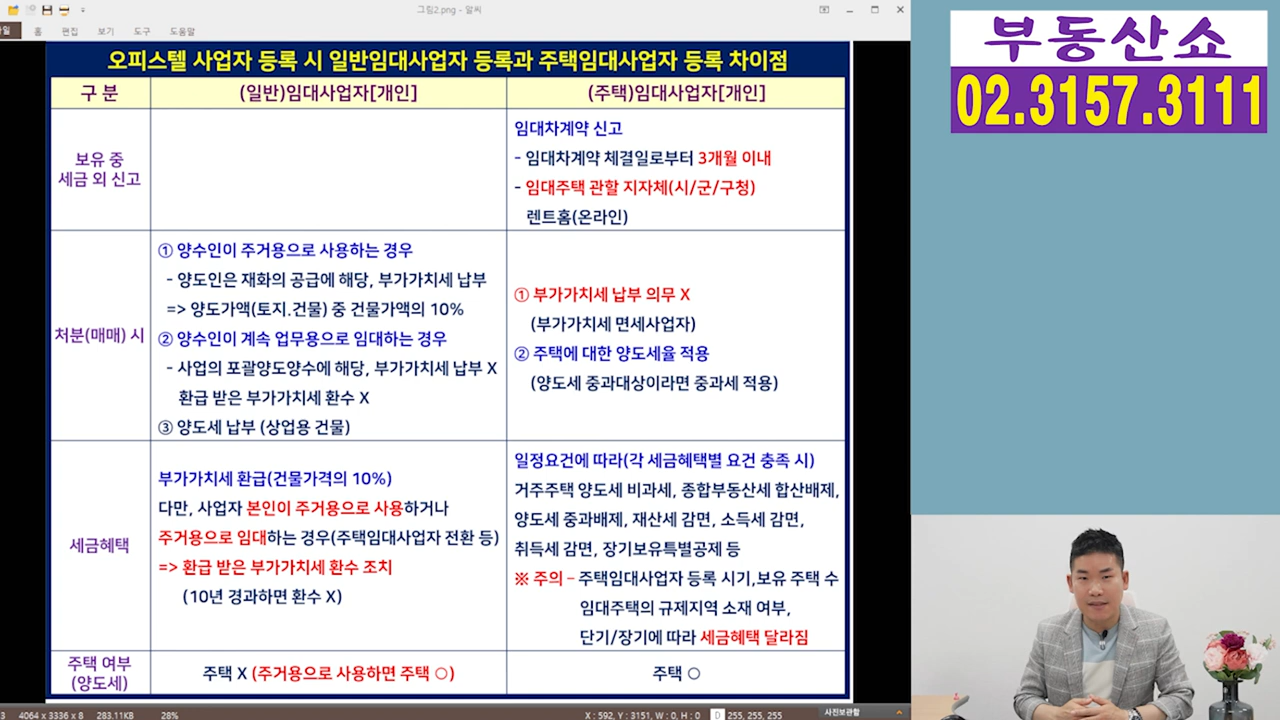 그림2.png - 알씨
일
홈 편집 보기 도구 도움말
오피스텔 사업자 등록 시 일반임대사업자 등록과 주택임대사업자 등록 차이점
구 분
(일반)임대사업자[개인]
(주택)임대사업자[개인]
보유 중
세금 외 신고
임대차계약 신고
- 임대차계약 체결일로부터 3개월 이내
- 임대주택 관할 지자체(시/군/구청)
렌트홈(온라인)
처분(매매) 시
① 양수인이 주거용으로 사용하는 경우
- 양도인은 재화의 공급에 해당, 부가가치세 납부
=> 양도가액(토지.건물) 중 건물가액의 10%
② 양수인이 계속 업무용으로 임대하는 경우
- 사업의 포괄양도양수에 해당, 부가가치세 납부 X
환급 받은 부가가치세 환수 X
③ 양도세 납부 (상업용 건물)
① 부가가치세 납부 의무 X
(부가가치세 면세사업자)
② 주택에 대한 양도세율 적용
(양도세 중과대상이라면 중과세 적용)
세금혜택
부가가치세 환급(건물가격의 10%)
다만, 사업자 본인이 주거용으로 사용하거나
주거용으로 임대하는 경우(주택임대사업자 전환 등)
=> 환급 받은 부가가치세 환수 조치
(10년 경과하면 환수 X)
일정요건에 따라(각 세금혜택별 요건 충족 시)
거주주택 양도세 비과세, 종합부동산세 합산배제,
양도세 중과배제, 재산세 감면, 소득세 감면,
취득세 감면, 장기보유특별공제 등
※ 주의 - 주택임대사업자 등록 시기,보유 주택 수
임대주택의 규제지역 소재 여부,
단기/장기에 따라 세금혜택 달라짐
주택 여부
(양도세)
주택 X (주거용으로 사용하면 주택 ○)
주택 ○
3 4064 x 3336 x 8 283.11KB 28% X : 592, Y : 3151, W : 0, H : 0 D 255, 255, 255 사진보관함
부동산쇼
02.3157.3111